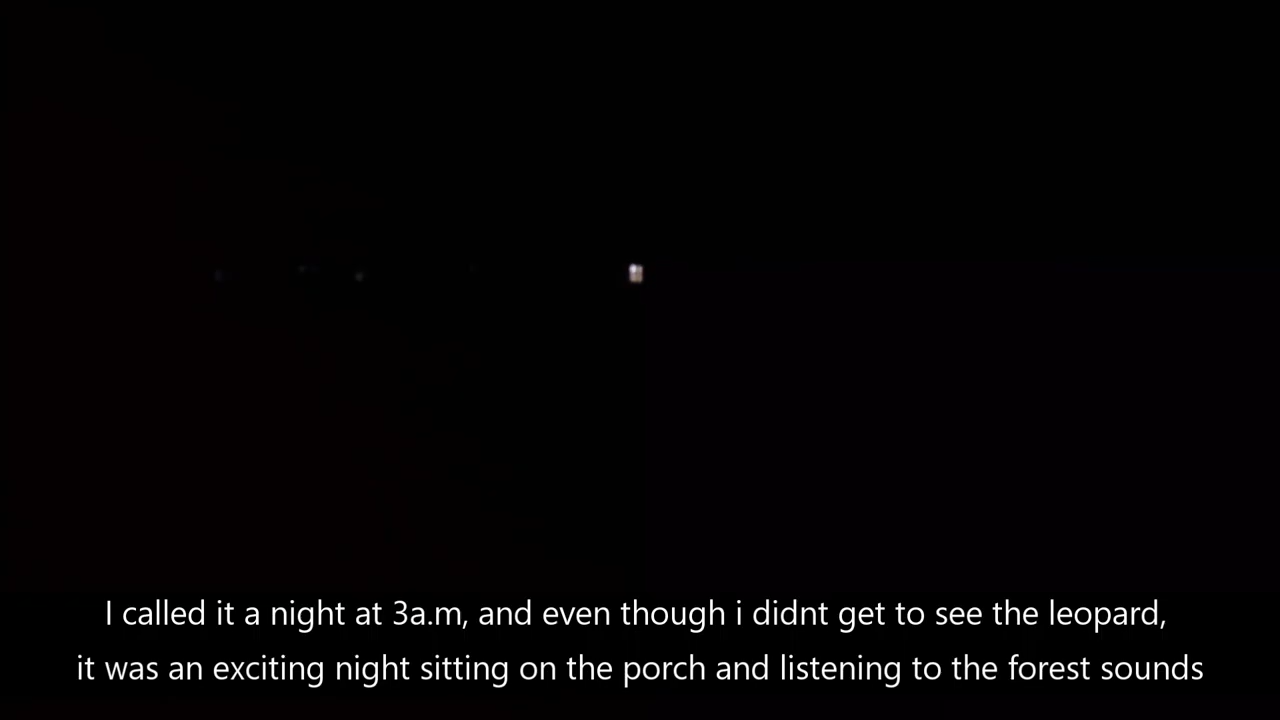 I called it a night at 3a.m, and even though i didnt get to see the leopard,
it was an exciting night sitting on the porch and listening to the forest sounds